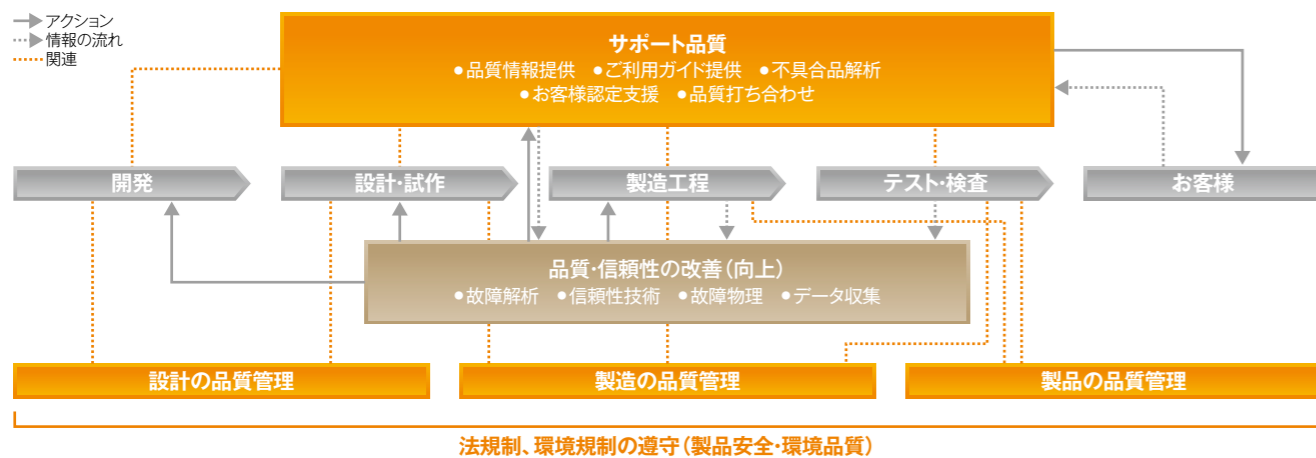 アクション
情報の流れ
関連
サポート品質
●品質情報提供 ●ご利用ガイド提供 ●不具合品解析
●お客様認定支援 ●品質打ち合わせ
開発
設計・試作
製造工程
テスト・検査
お客様
品質・信頼性の改善(向上)
●故障解析 ●信頼性技術 ●故障物理 ●データ収集
設計の品質管理
製造の品質管理
製品の品質管理
法規制、環境規制の遵守(製品安全・環境品質)